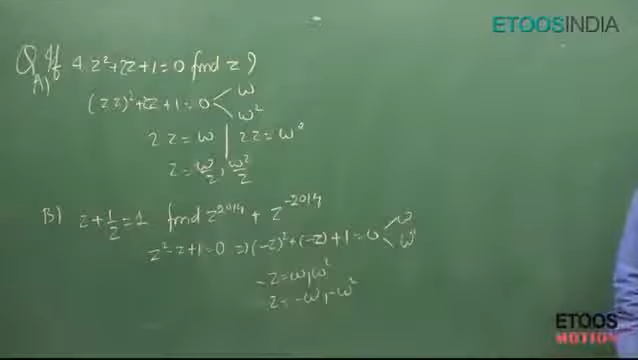 ETOOSINDIA
Q. If 4z²+2z+1=0 find z?
A)
(2z)²+2z+1=0 < ω
ω²
2z=ω | 2z=ω²
z=ω/2, ω²/2
B) z+1/z=1 find z²⁰¹⁴ + z⁻²⁰¹⁴
z²-z+1=0 ⇒ (-z)²+(-z)+1=0 < ω
ω²
-z=ω, ω²
z=-ω, -ω²
ETOOS
MOTION